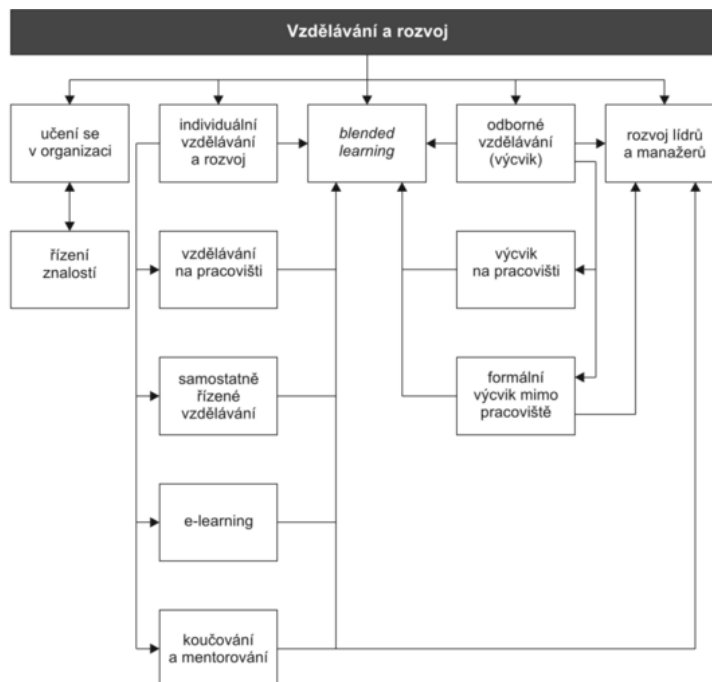 Vzdělávání a rozvoj
učení se
v organizaci
individuální
vzdělávání
a rozvoj
blended
learning
odborné
vzdělávání
(výcvik)
rozvoj lídrů
a manažerů
řízení
znalostí
vzdělávání
na pracovišti
výcvik
na pracovišti
samostatně
řízené
vzdělávání
formální
výcvik mimo
pracoviště
e-learning
koučování
a mentorování